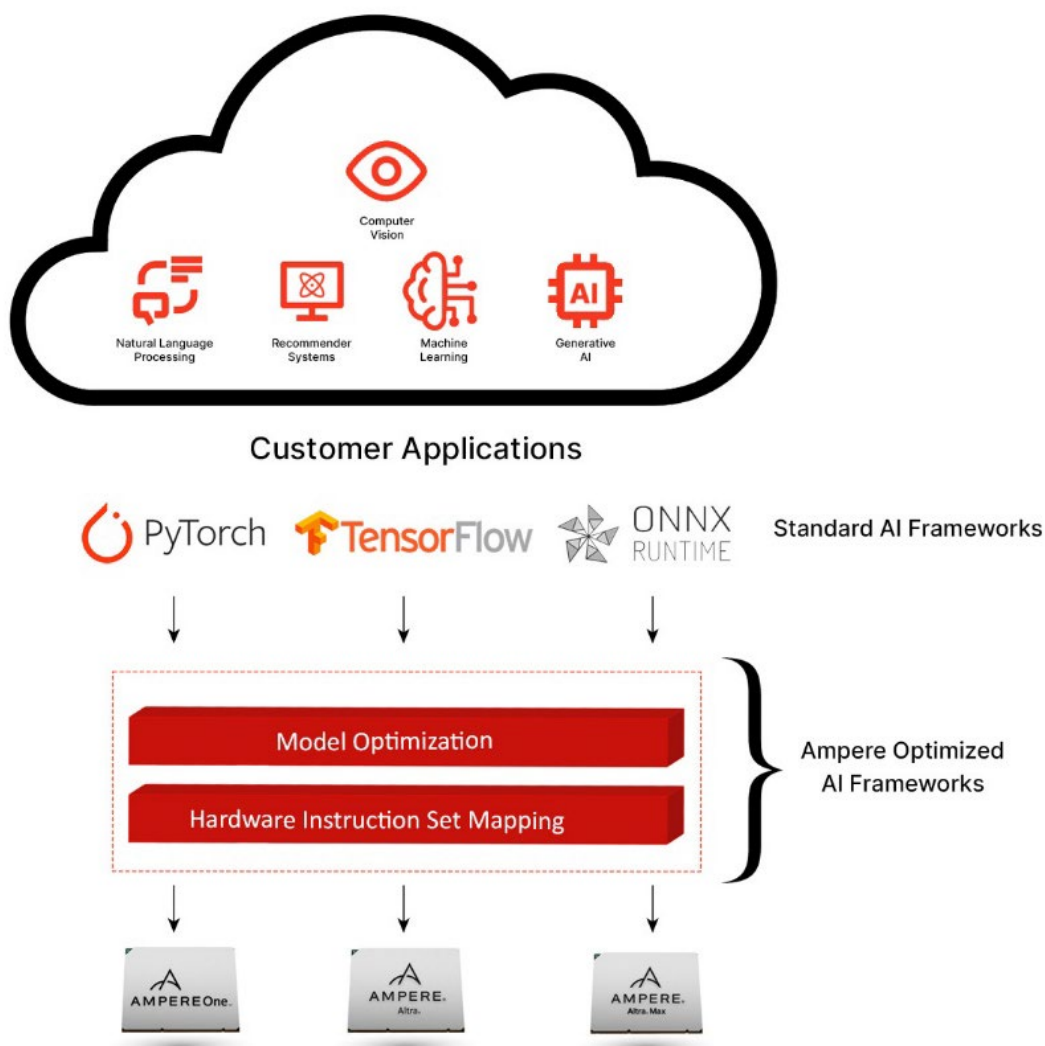 Computer
Vision
AI
Natural Language
Processing
Recommender
Systems
Machine
Learning
Generative
AI
Customer Applications
PyTorch
TensorFlow
ONNX
RUNTIME
Standard AI Frameworks
Model Optimization
Hardware Instruction Set Mapping
Ampere Optimized
AI Frameworks
AMPEREOne™
AMPERE®
Altra®
AMPERE®
Altra® Max